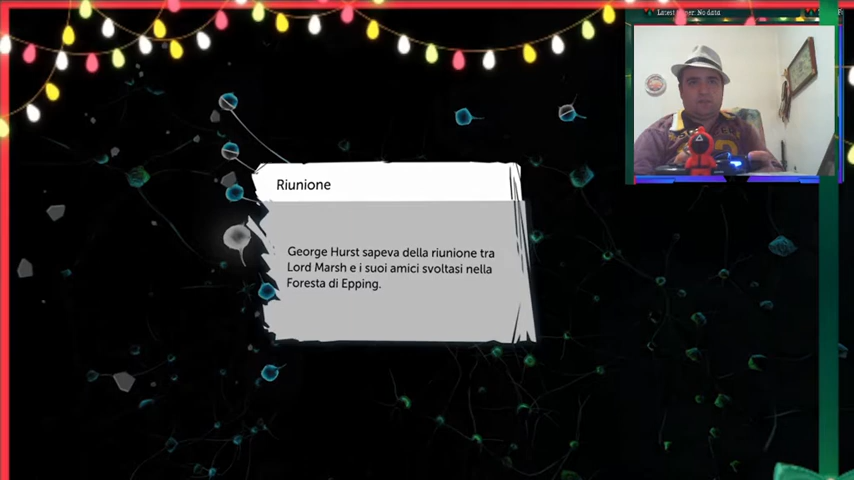 Latest
No data
Riunione
George Hurst sapeva della riunione tra
Lord Marsh e i suoi amici svoltasi nella
Foresta di Epping.